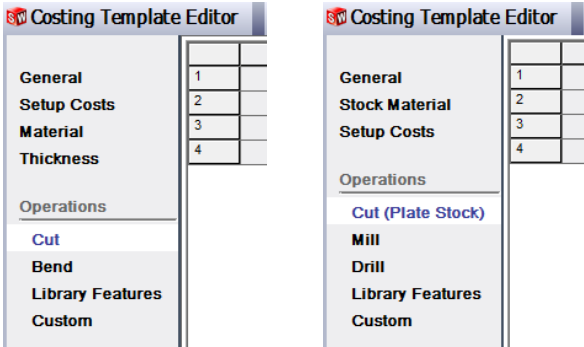 SW Costing Template Editor
General
Setup Costs
Material
Thickness
Operations
Cut
Bend
Library Features
Custom
1
2
3
4
SW Costing Template Editor
General
Stock Material
Setup Costs
Operations
Cut (Plate Stock)
Mill
Drill
Library Features
Custom
1
2
3
4